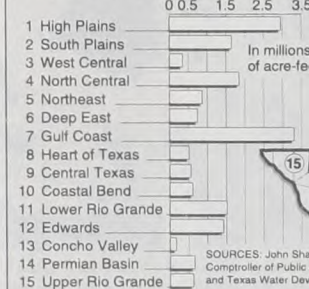 0 0.5 1.5 2.5 3.5
1 High Plains
2 South Plains
3 West Central
4 North Central
5 Northeast
6 Deep East
7 Gulf Coast
8 Heart of Texas
9 Central Texas
10 Coastal Bend
11 Lower Rio Grande
12 Edwards
13 Concho Valley
14 Permian Basin
15 Upper Rio Grande
In millions
of acre-fe
15
SOURCES: John Sha
Comptroller of Public
and Texas Water Dev